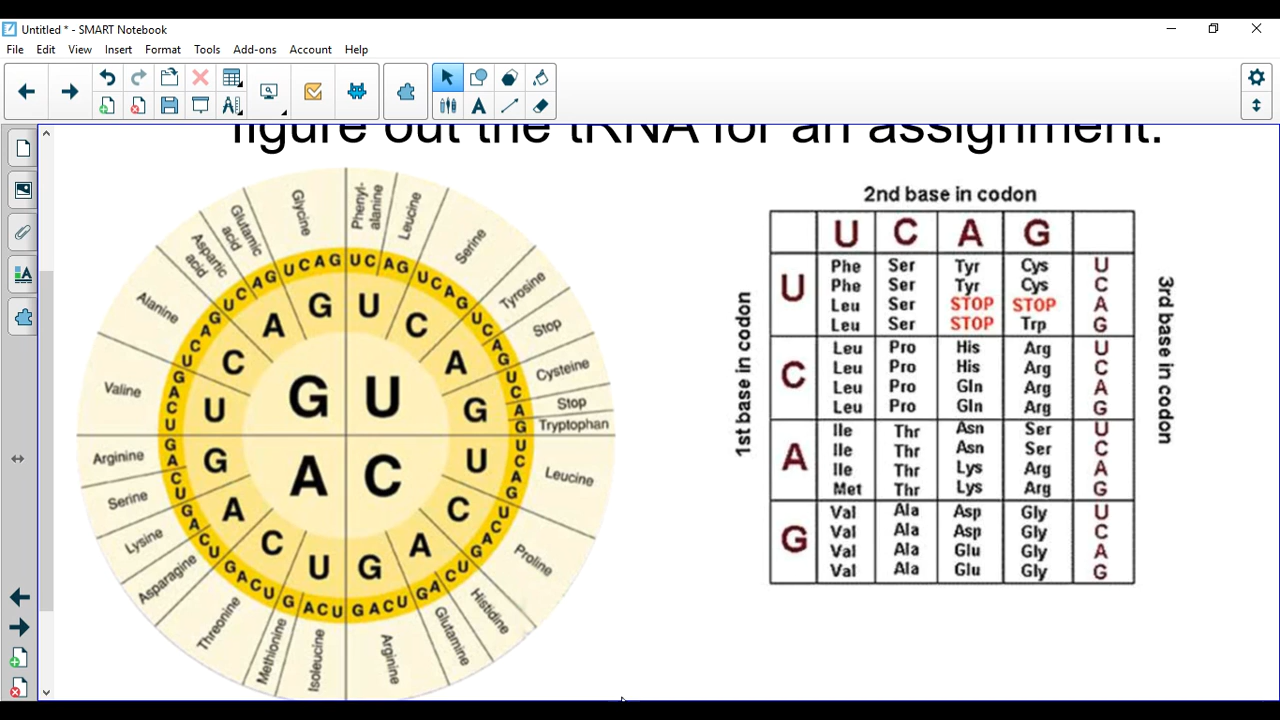 Untitled * - SMART Notebook
File Edit View Insert Format Tools Add-ons Account Help
figure out the tRNA for an assignment.
Glycine
Phenyl-
alanine
Leucine
Serine
Tyrosine
Stop
Cysteine
Stop
Tryptophan
Leucine
Proline
Histidine
Glutamine
Arginine
Isoleucine
Methionine
Threonine
Asparagine
Lysine
Serine
Arginine
Valine
Alanine
Aspartic
acid
Glutamic
acid
U C A G U C A G U C A G U C A G
U C A G U C A G U C A G U C A G
U C A G U C A G U C A G U C A G
U C A G U C A G U C A G U C A G
U C A G
U C A G
U C A G
U C A G
G U
A C
2nd base in codon
1st base in codon
3rd base in codon
U C A G
U
Phe Ser Tyr Cys U
Phe Ser Tyr Cys C
Leu Ser STOP STOP A
Leu Ser STOP Trp G
C
Leu Pro His Arg U
Leu Pro His Arg C
Leu Pro Gln Arg A
Leu Pro Gln Arg G
A
Ile Thr Asn Ser U
Ile Thr Asn Ser C
Ile Thr Lys Arg A
Met Thr Lys Arg G
G
Val Ala Asp Gly U
Val Ala Asp Gly C
Val Ala Glu Gly A
Val Ala Glu Gly G